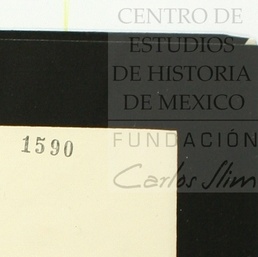 CENTRO DE
ESTUDIOS
DE HISTORIA
DE MEXICO
FUNDACIÓN
Carlos Slim
1590